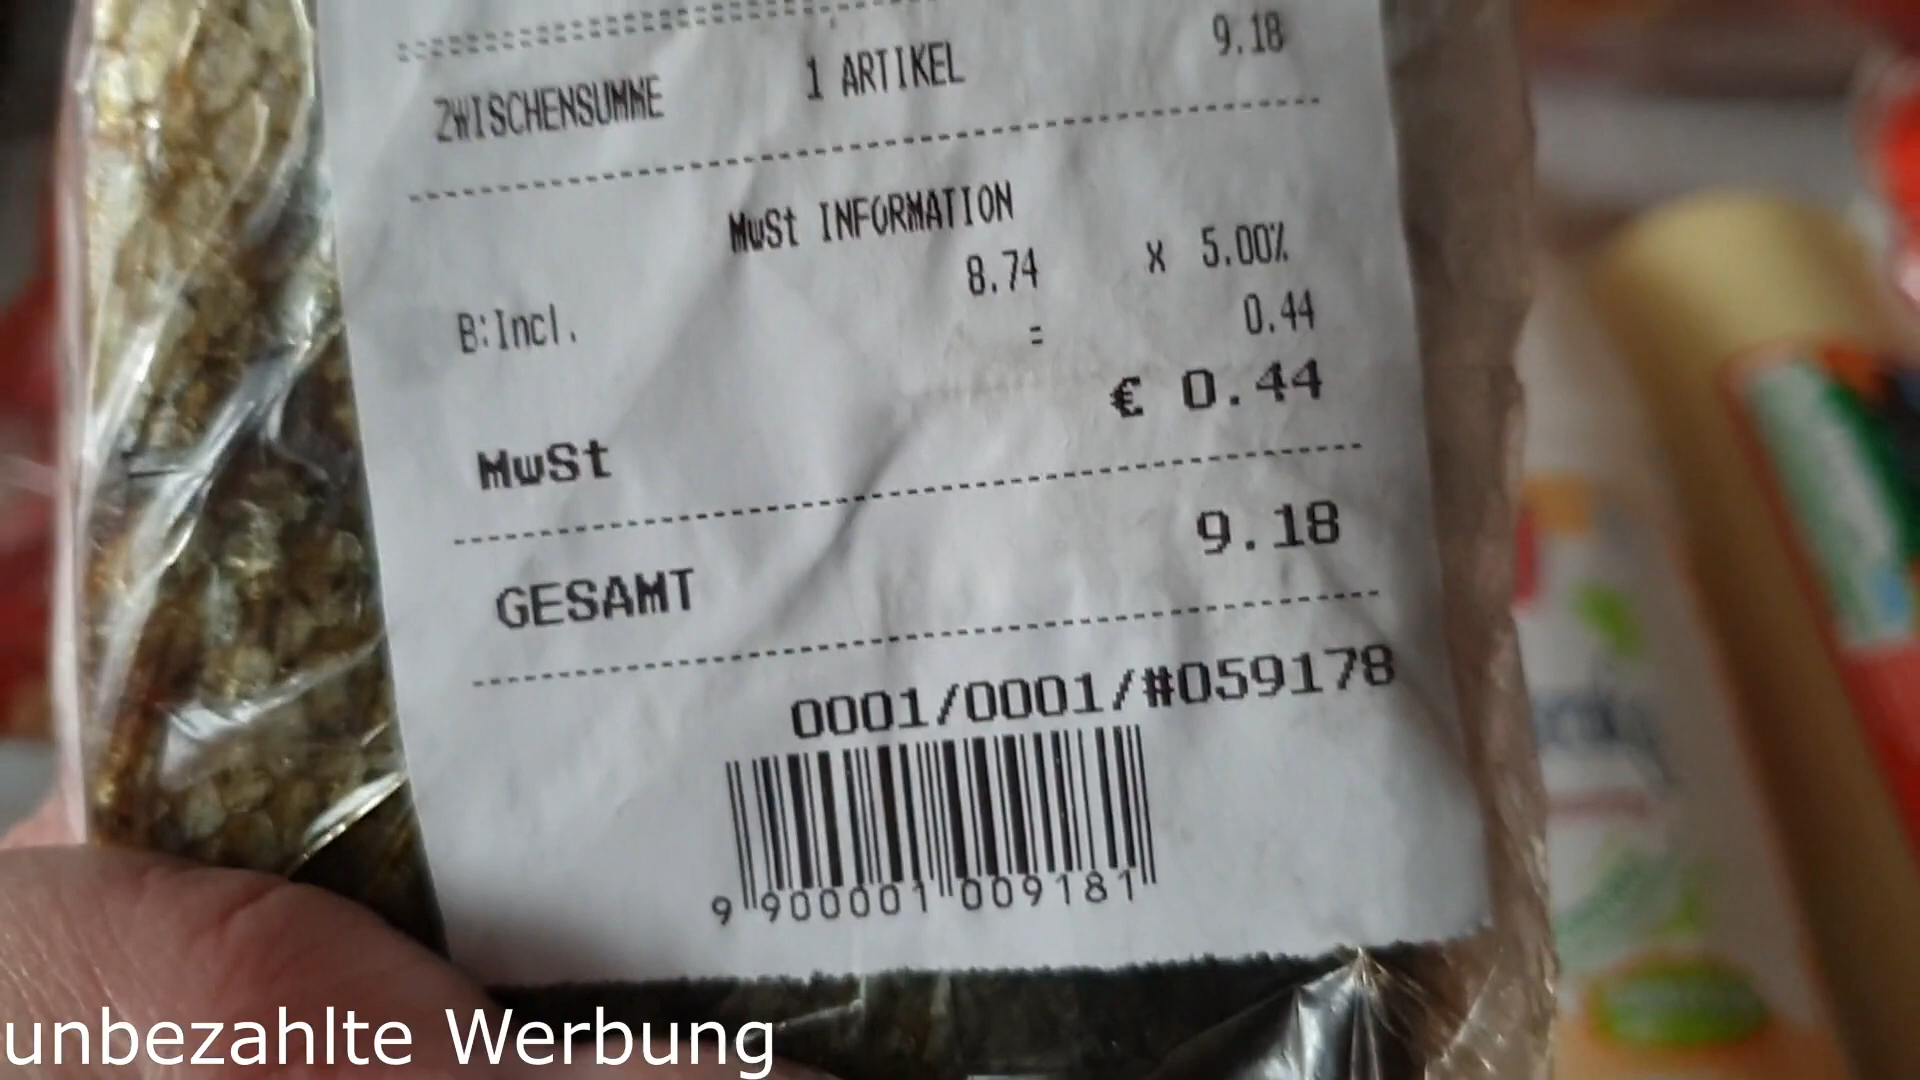 ZWISCHENSUMME 1 ARTIKEL 9.18
MwSt INFORMATION
B:Incl. 8.74 x 5.00%
= 0.44
MwSt € 0.44
GESAMT 9.18
0001/0001/#059178
9 900001 009181
unbezahlte Werbung